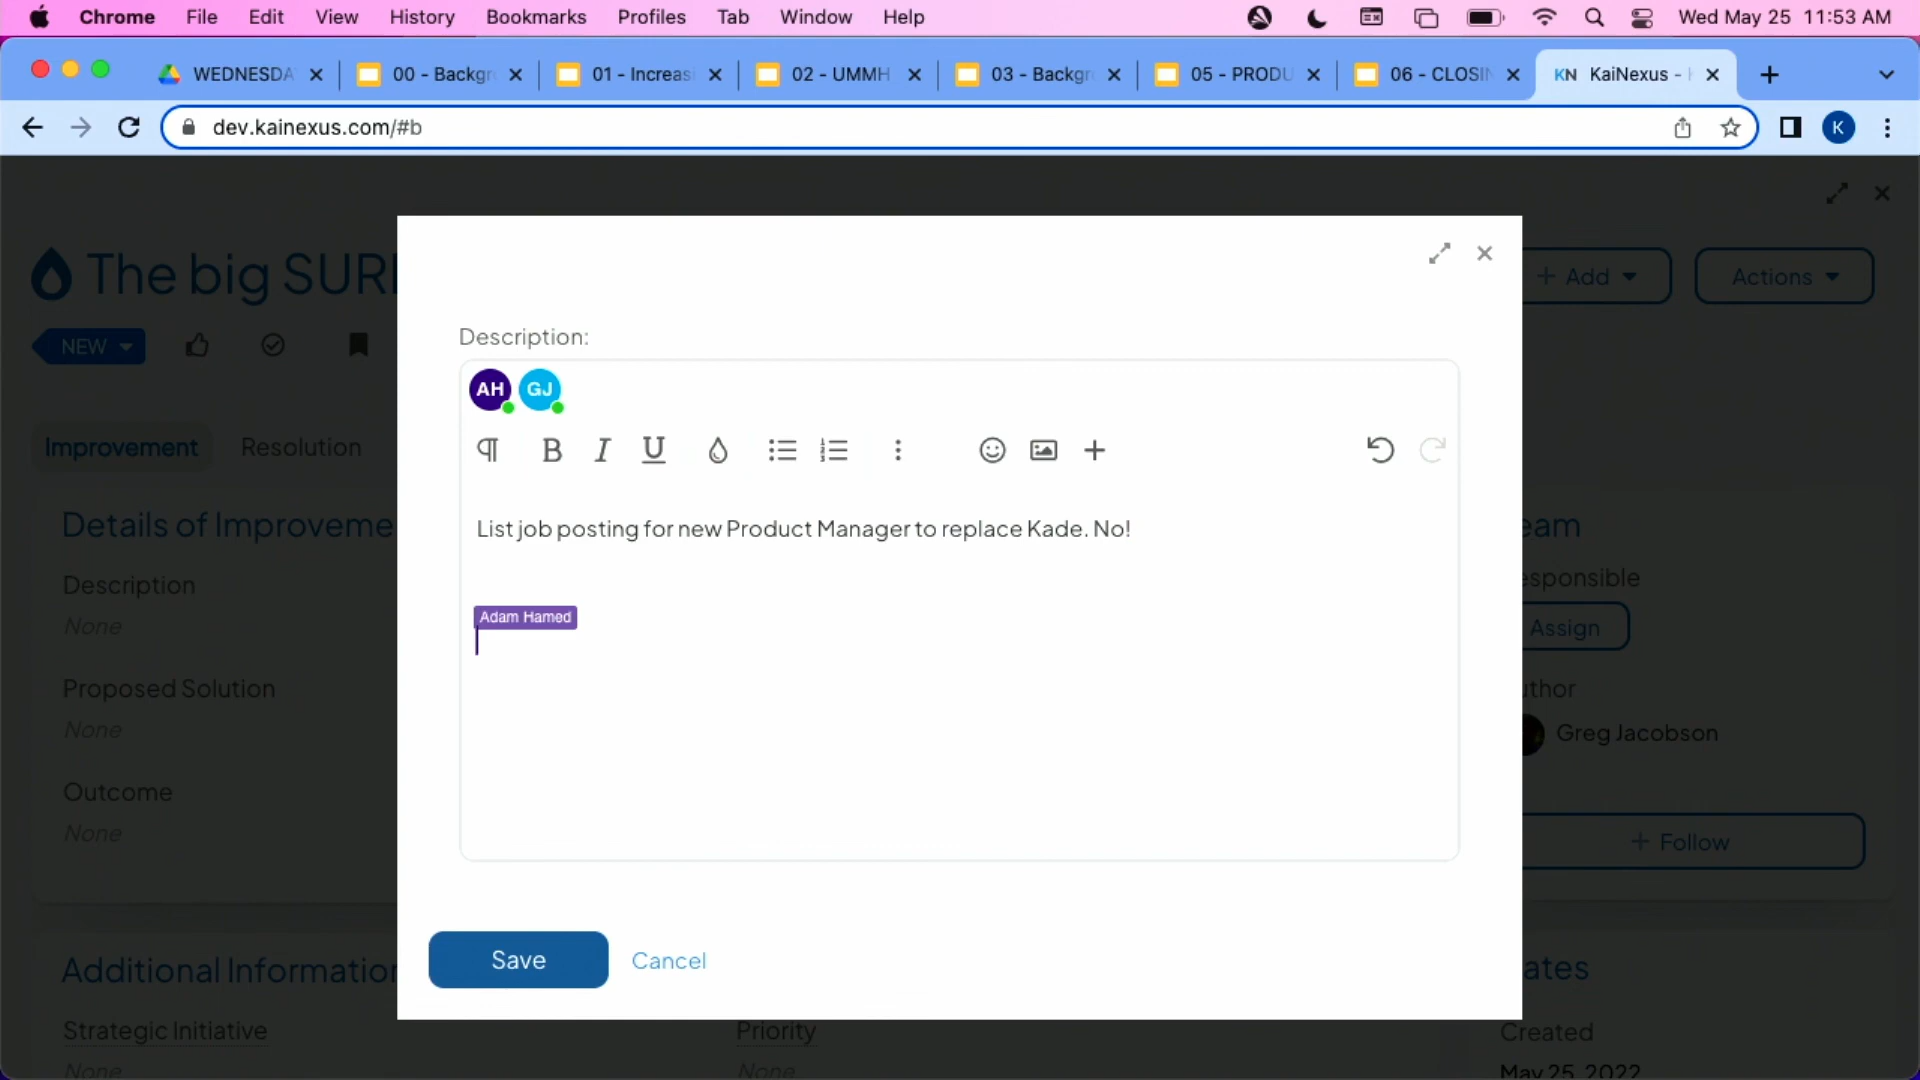 Chrome File Edit View History Bookmarks Profiles Tab Window Help Wed May 25 11:53 AM
WEDNESDA 00 - Backgr 01 - Increas 02 - UMMH 03 - Backgr 05 - PRODU 06 - CLOSIN KN KaiNexus -
dev.kainexus.com/#b K
The big SUR
+ Add Actions
NEW
Description:
AH GJ
Improvement Resolution
B I U
List job posting for new Product Manager to replace Kade. No!
Details of Improveme
eam
Description
esponsible
None
Adam Hamed
Assign
Proposed Solution
uthor
None
Greg Jacobson
Outcome
None
+ Follow
Save Cancel
Additional Information
ates
Strategic Initiative
Priority
Created
None
None
May 25, 2022